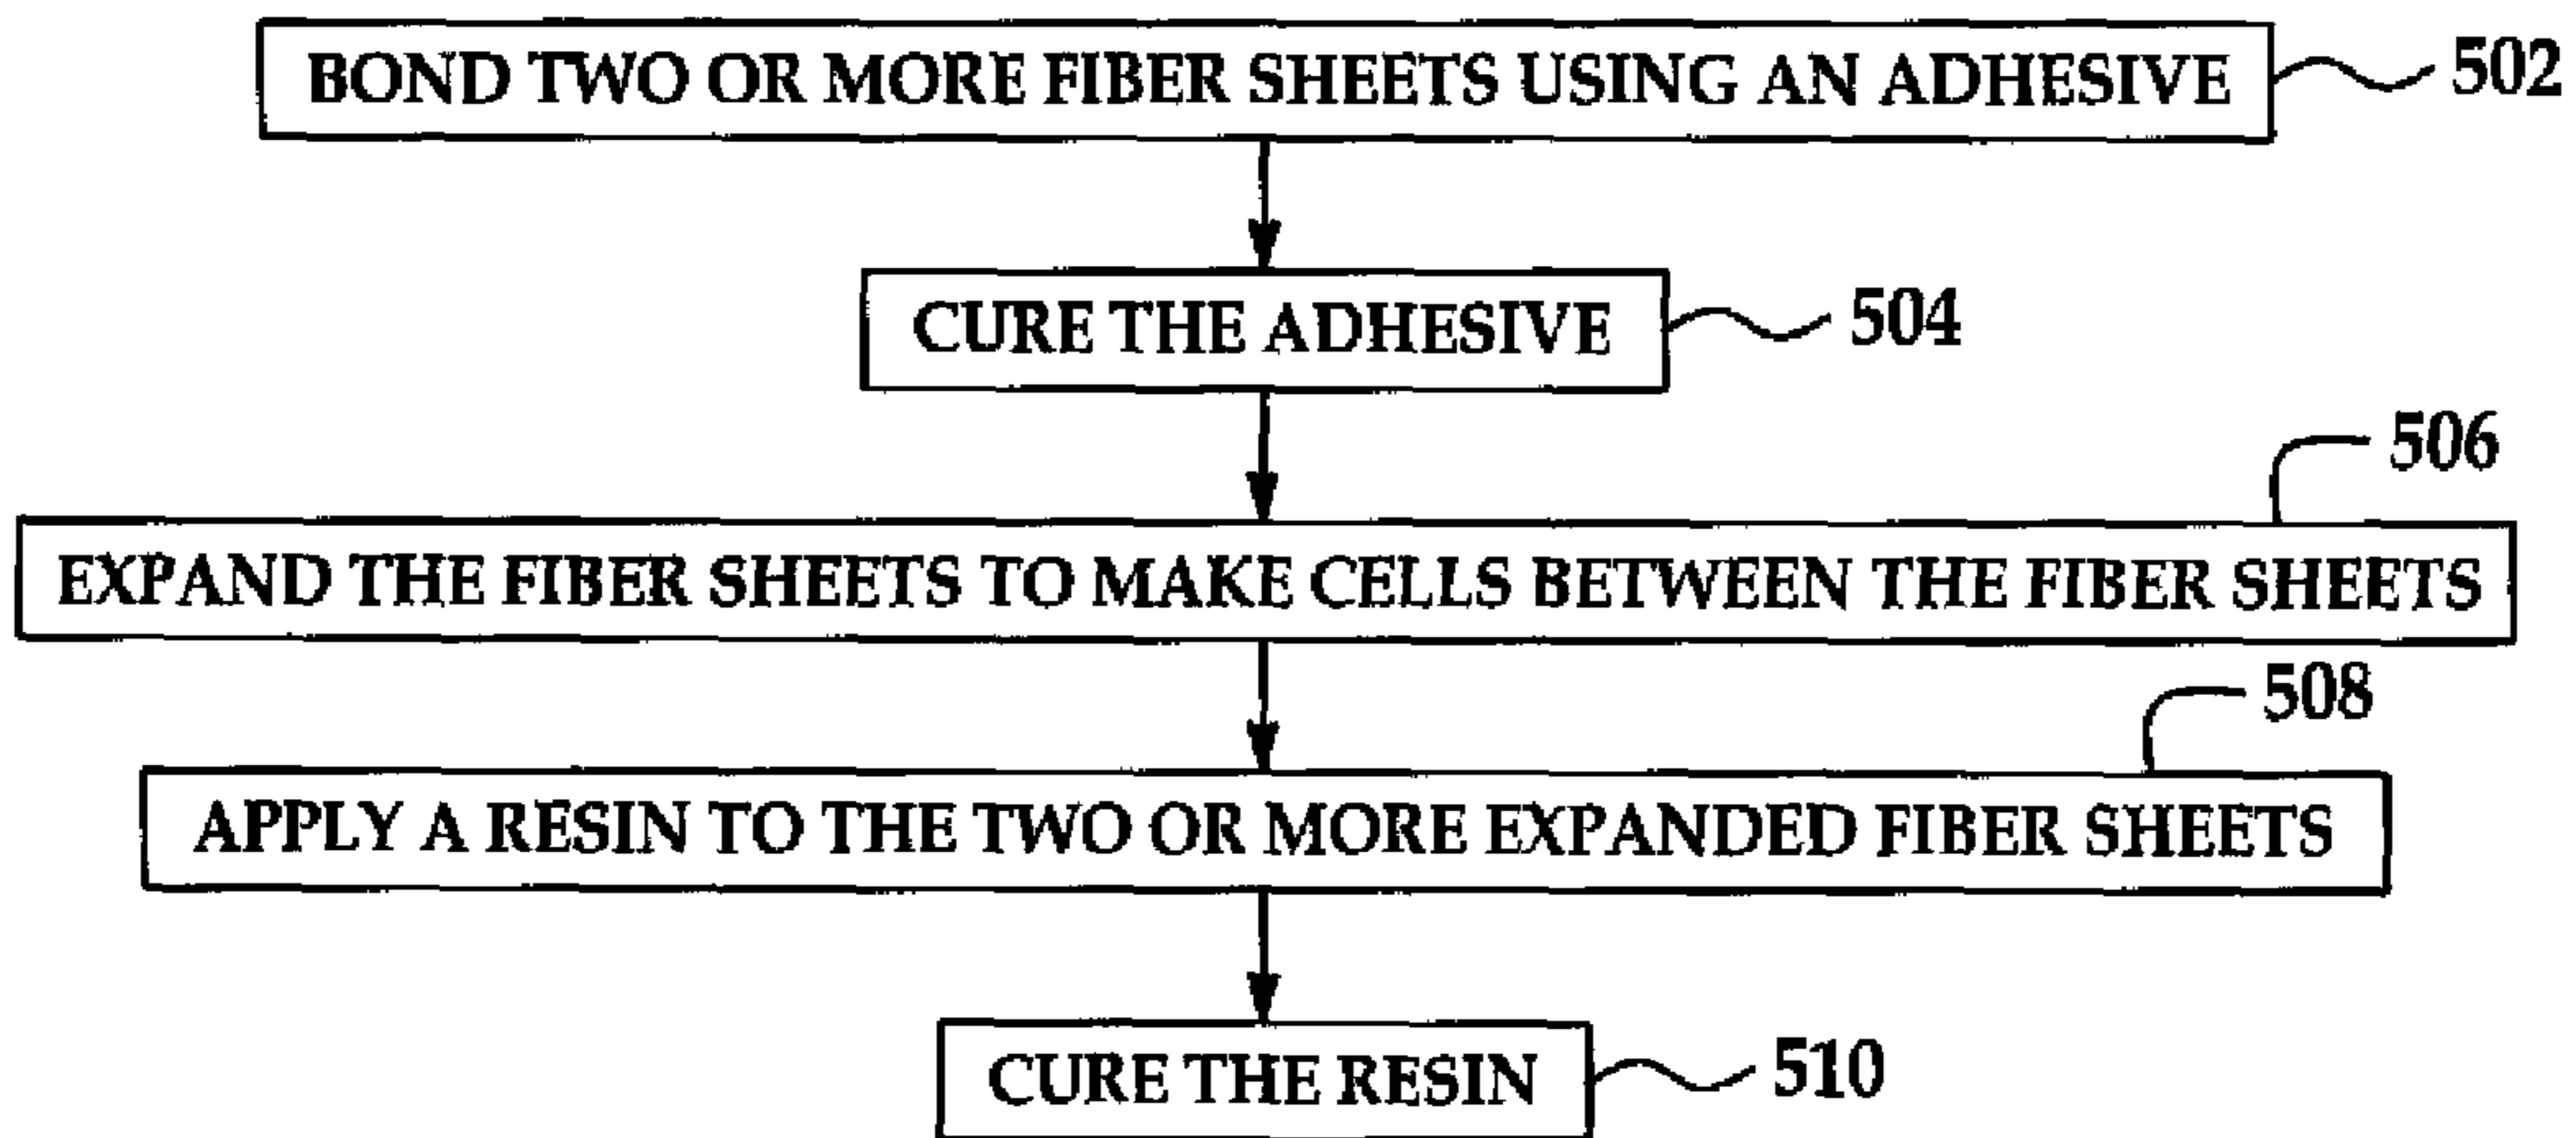 BOND TWO OR MORE FIBER SHEETS USING AN ADHESIVE 502
CURE THE ADHESIVE 504
506
EXPAND THE FIBER SHEETS TO MAKE CELLS BETWEEN THE FIBER SHEETS
508
APPLY A RESIN TO THE TWO OR MORE EXPANDED FIBER SHEETS
CURE THE RESIN 510